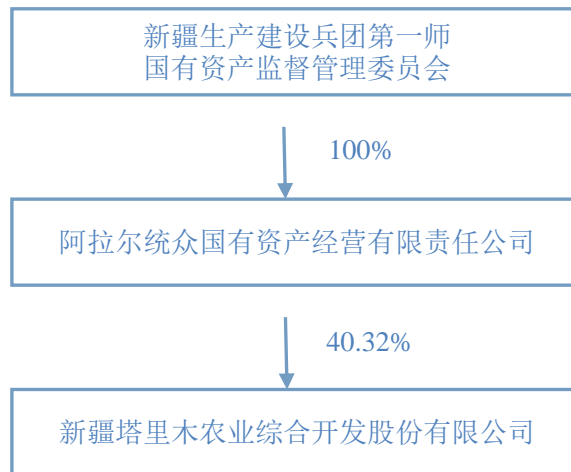 新疆生产建设兵团第一师
国有资产监督管理委员会
100%
阿拉尔统众国有资产经营有限责任公司
40.32%
新疆塔里木农业综合开发股份有限公司